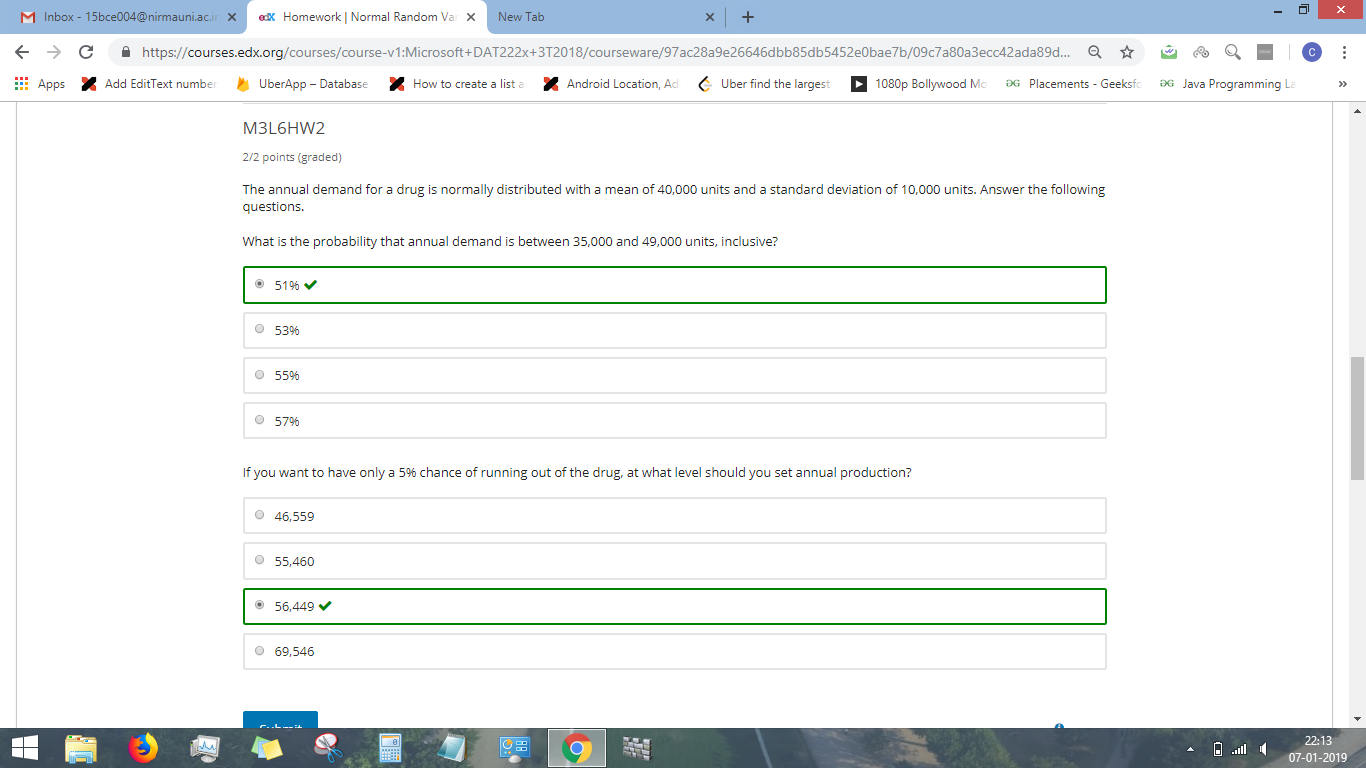 Inbox - 15bce004@nirmauni.ac.in
edX Homework | Normal Random Var
New Tab
https://courses.edx.org/courses/course-v1:Microsoft+DAT222x+3T2018/courseware/97ac28a9e26646dbb85db5452e0bae7b/09c7a80a3ecc42ada89d...
C
Apps
Add EditText number
UberApp – Database
How to create a list a
Android Location, Ad
Uber find the largest
1080p Bollywood Mo
Placements - Geeksfo
Java Programming La
M3L6HW2
2/2 points (graded)
The annual demand for a drug is normally distributed with a mean of 40,000 units and a standard deviation of 10,000 units. Answer the following
questions.
What is the probability that annual demand is between 35,000 and 49,000 units, inclusive?
51%
53%
55%
57%
If you want to have only a 5% chance of running out of the drug, at what level should you set annual production?
46,559
55,460
56,449
69,546
Submit
22:13
07-01-2019